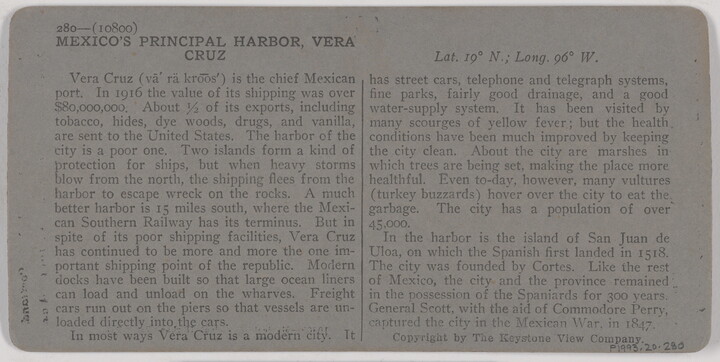 280—(10800)
MEXICO'S PRINCIPAL HARBOR, VERA
CRUZ
Lat. 19° N.; Long. 96° W.
Vera Cruz (vā' rä krōōs') is the chief Mexican
port. In 1916 the value of its shipping was over
$80,000,000. About ½ of its exports, including
tobacco, hides, dye woods, drugs, and vanilla,
are sent to the United States. The harbor of the
city is a poor one. Two islands form a kind of
protection for ships, but when heavy storms
blow from the north, the shipping flees from the
harbor to escape wreck on the rocks. A much
better harbor is 15 miles south, where the Mexi-
can Southern Railway has its terminus. But in
spite of its poor shipping facilities, Vera Cruz
has continued to be more and more the one im-
portant shipping point of the republic. Modern
docks have been built so that large ocean liners
can load and unload on the wharves. Freight
cars run out on the piers so that vessels are un-
loaded directly into the cars.
In most ways Vera Cruz is a modern city. It
has street cars, telephone and telegraph systems,
fine parks, fairly good drainage, and a good
water-supply system. It has been visited by
many scourges of yellow fever; but the health
conditions have been much improved by keeping
the city clean. About the city are marshes in
which trees are being set, making the place more
healthful. Even to-day, however, many vultures
(turkey buzzards) hover over the city to eat the
garbage. The city has a population of over
45,000.
In the harbor is the island of San Juan de
Uloa, on which the Spanish first landed in 1518.
The city was founded by Cortes. Like the rest
of Mexico, the city and the province remained
in the possession of the Spaniards for 300 years.
General Scott, with the aid of Commodore Perry,
captured the city in the Mexican War, in 1847.
Copyright by The Keystone View Company.
P1993.20.280